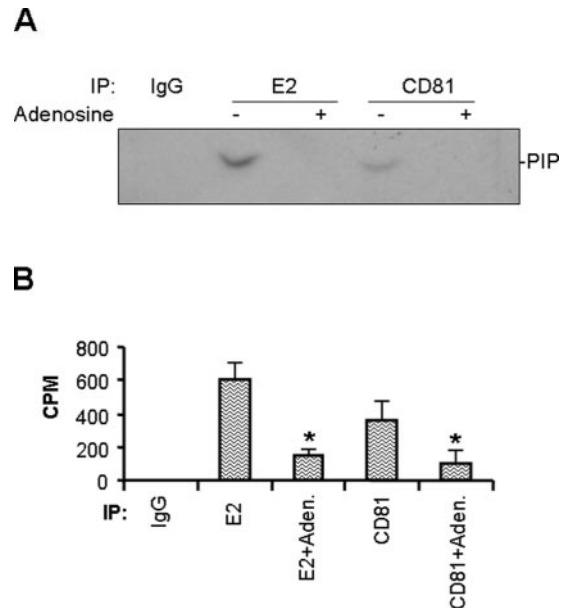 A
IP: IgG E2 CD81
Adenosine - + - +
-PIP
B
800
600
400
200
0
CPM
* *
IP: IgG E2 E2+Aden. CD81 CD81+Aden.